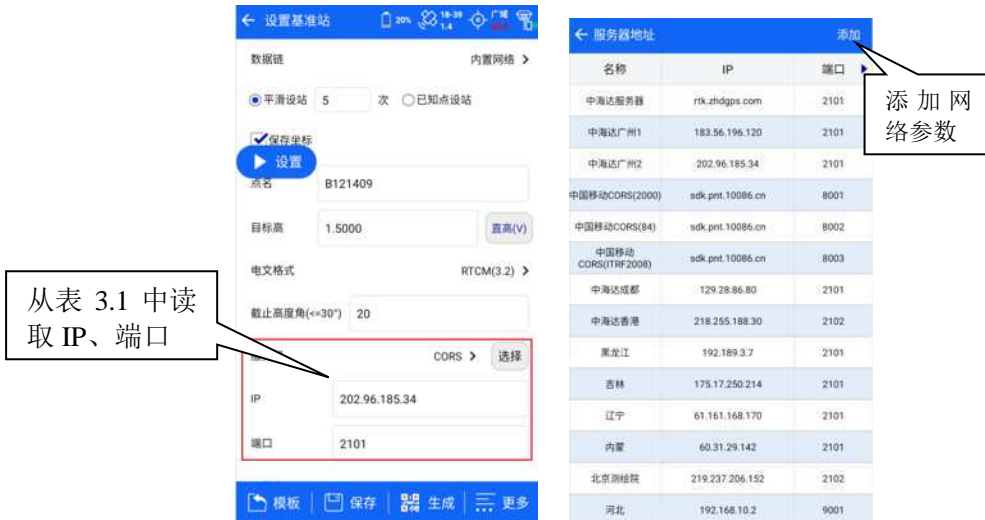 设置基准站 20% 18-39 1.4 广域
数据链 内置网络
平滑设站 5 次 已知点设站
保存坐标
设置
点名 B121409
目标高 1.5000 直高(V)
电文格式 RTCM(3.2)
截止高度角(<=30°) 20
CORS 选择
IP 202.96.185.34
端口 2101
模板 保存 生成 更多
从表 3.1 中读
取 IP、端口
服务器地址 添加
名称 IP 端口
中海达服务器 rtk.zhdgps.com 2101
中海达广州1 183.56.196.120 2101
中海达广州2 202.96.185.34 2101
中国移动CORS(2000) sdk.pnt.10086.cn 8001
中国移动CORS(84) sdk.pnt.10086.cn 8002
中国移动
CORS(ITRF2008) sdk.pnt.10086.cn 8003
中海达成都 129.28.86.80 2101
中海达香港 218.255.188.30 2102
黑龙江 192.189.3.7 2101
吉林 175.17.250.214 2101
辽宁 61.161.168.170 2101
内蒙 60.31.29.142 2101
北京测绘院 219.237.206.152 2102
河北 192.168.10.2 9001
添加网
络参数